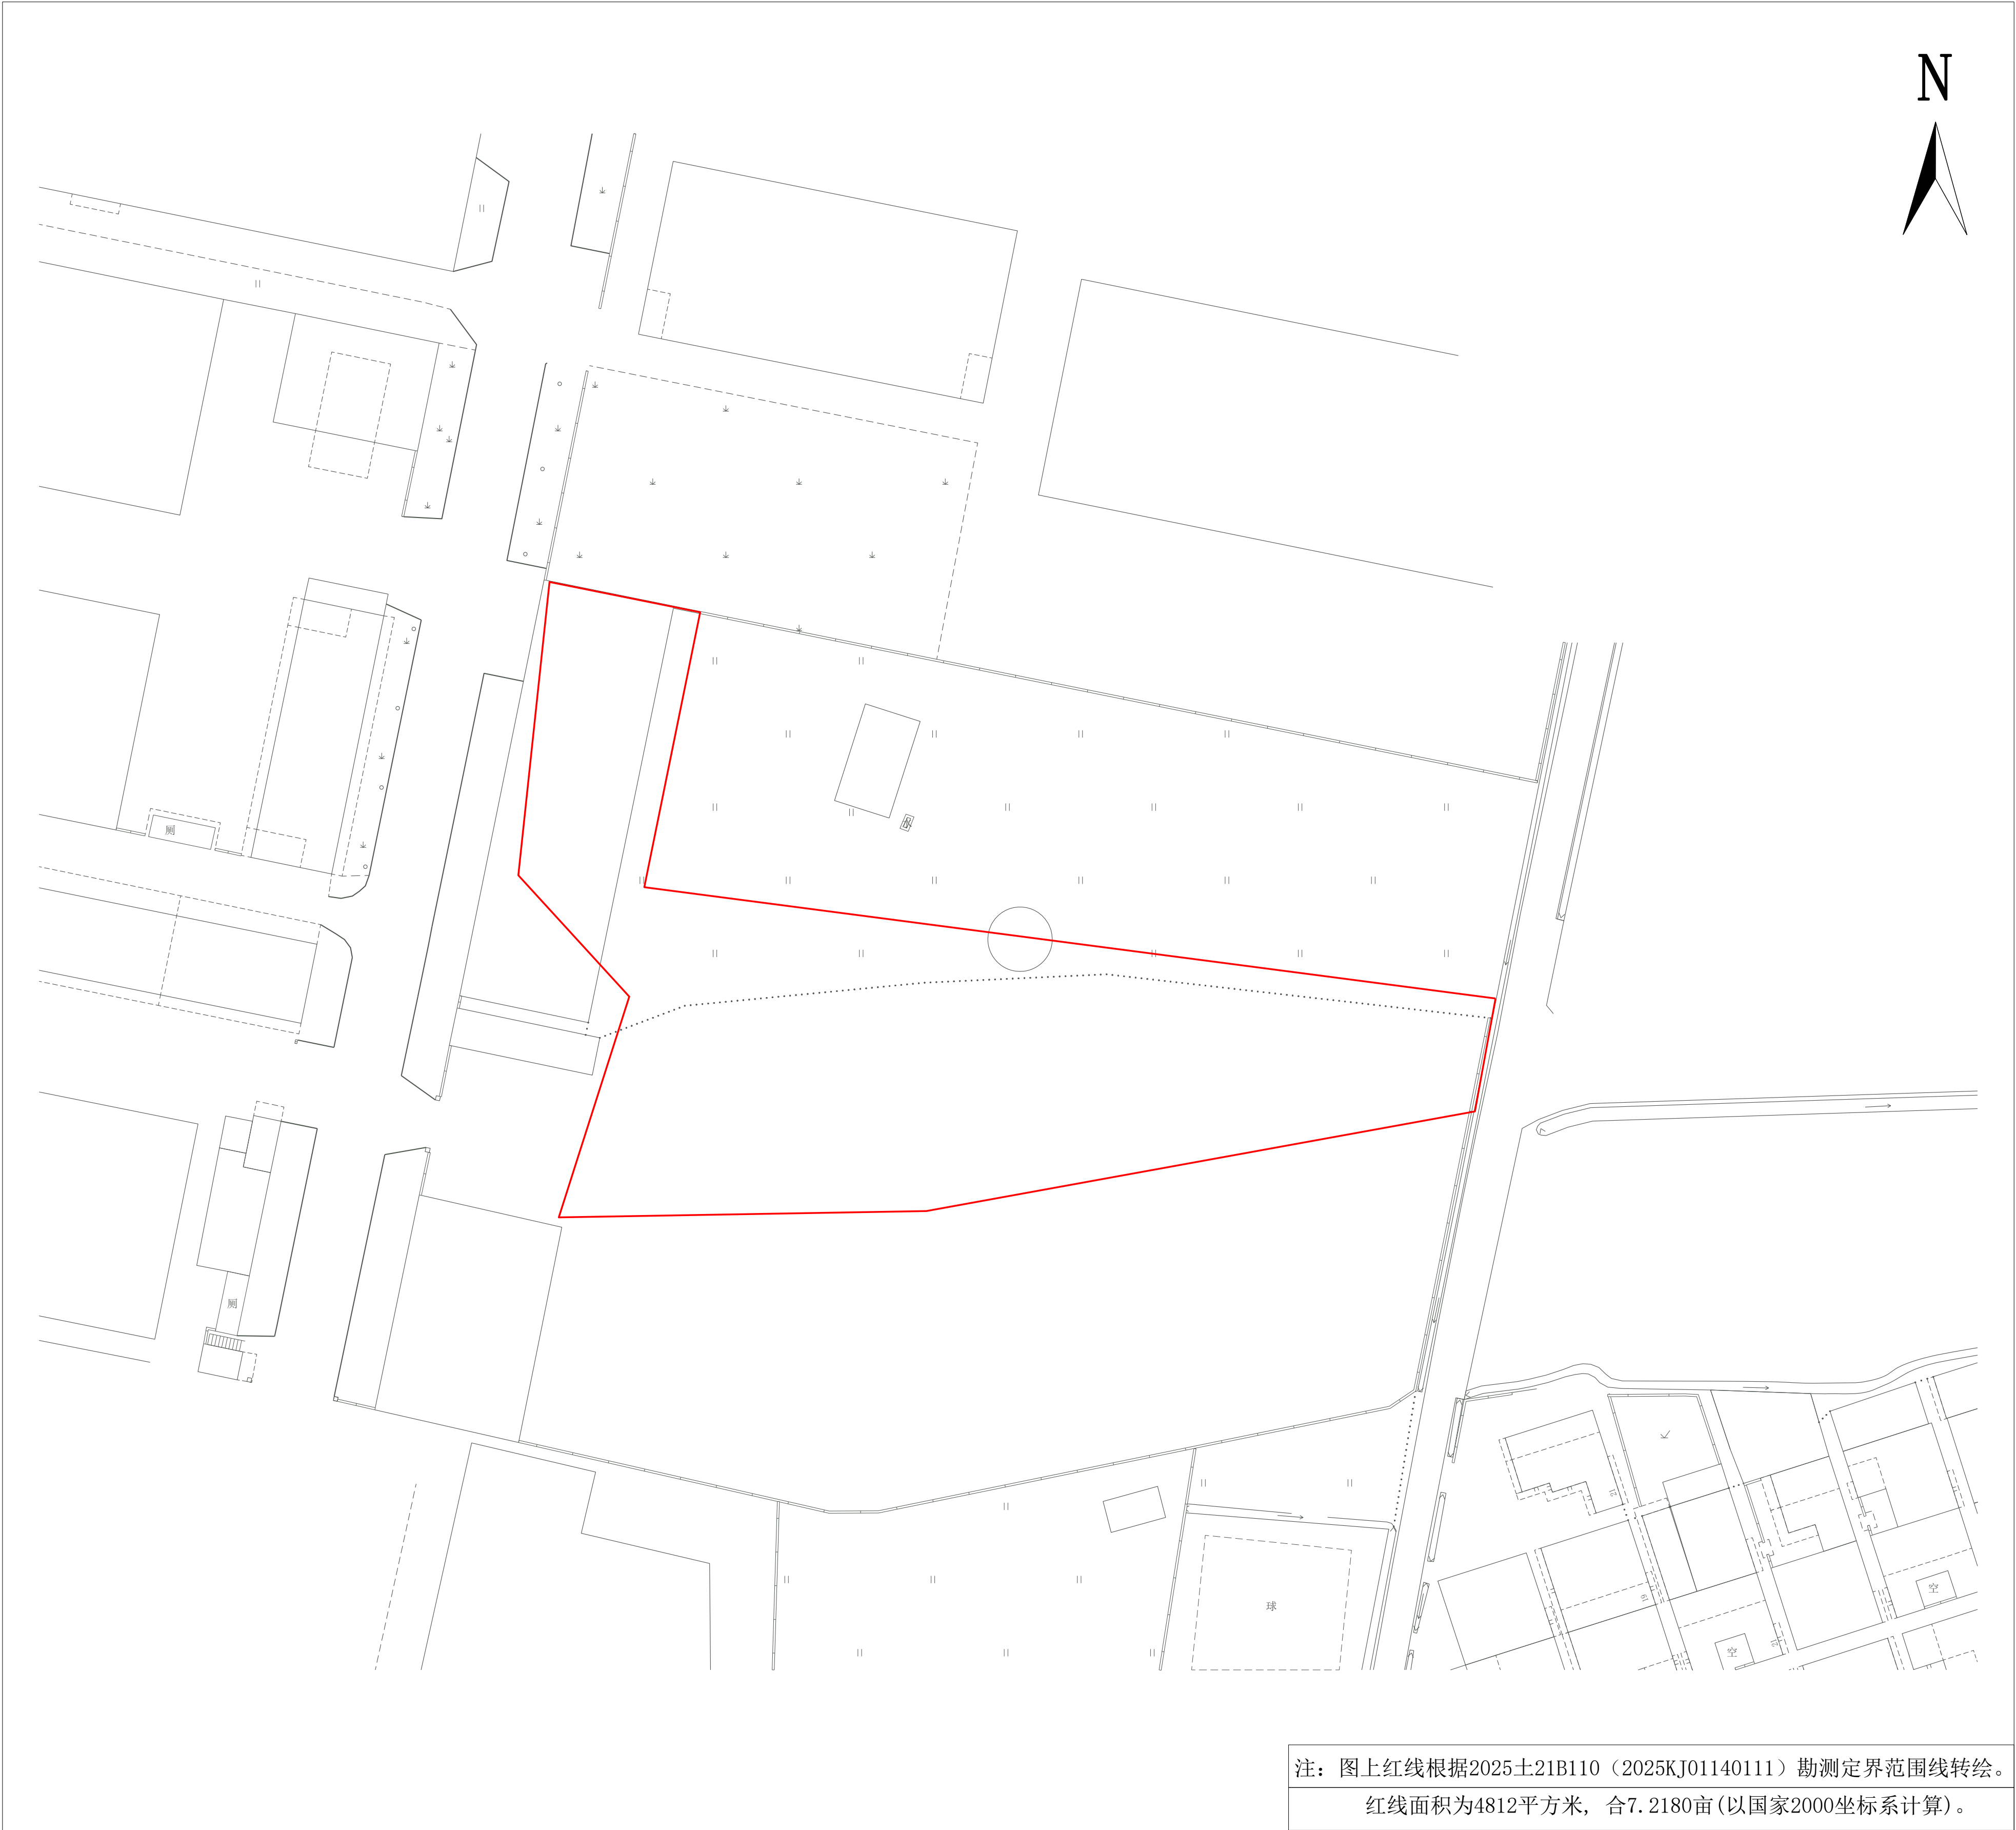 N
厕
厕
球
21
19
21
空
空
注：图上红线根据2025土21B110（2025KJ01140111）勘测定界范围线转绘。
红线面积为4812平方米, 合7.2180亩(以国家2000坐标系计算)。